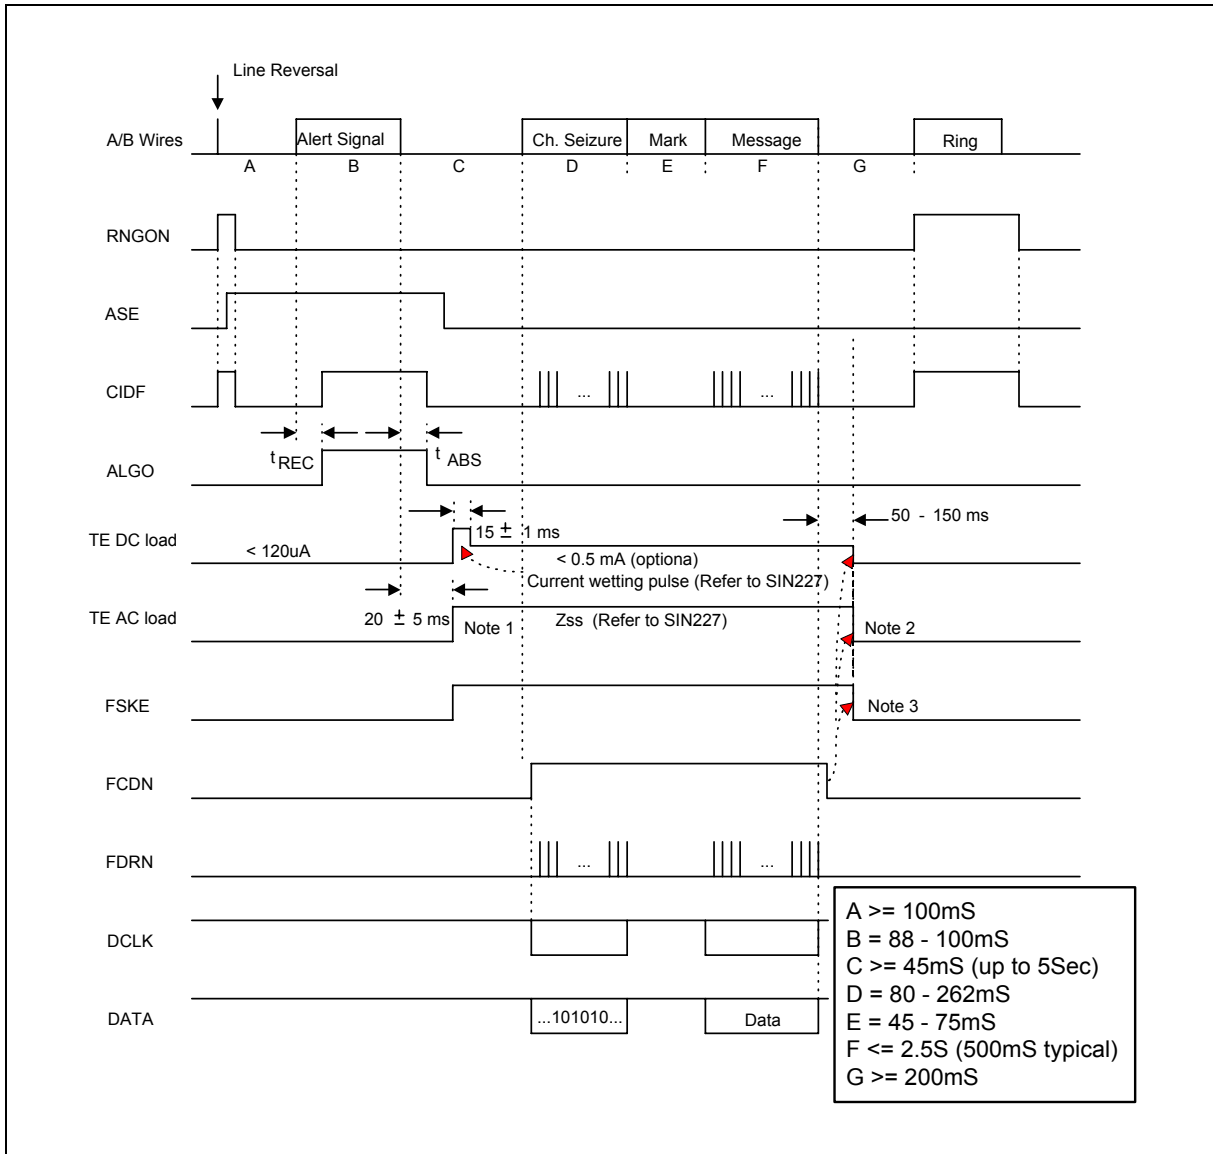 Line Reversal
A/B Wires
Alert Signal
Ch. Seizure
Mark
Message
Ring
A
B
C
D
E
F
G
RNGON
ASE
CIDF
...
...
tREC
tABS
ALGO
50 - 150 ms
15 ± 1 ms
TE DC load
< 120uA
< 0.5 mA (optiona)
Current wetting pulse (Refer to SIN227)
TE AC load
20 ± 5 ms
Note 1
Zss (Refer to SIN227)
Note 2
FSKE
Note 3
FCDN
FDRN
...
...
DCLK
DATA
...101010...
Data
A >= 100mS
B = 88 - 100mS
C >= 45mS (up to 5Sec)
D = 80 - 262mS
E = 45 - 75mS
F <= 2.5S (500mS typical)
G >= 200mS